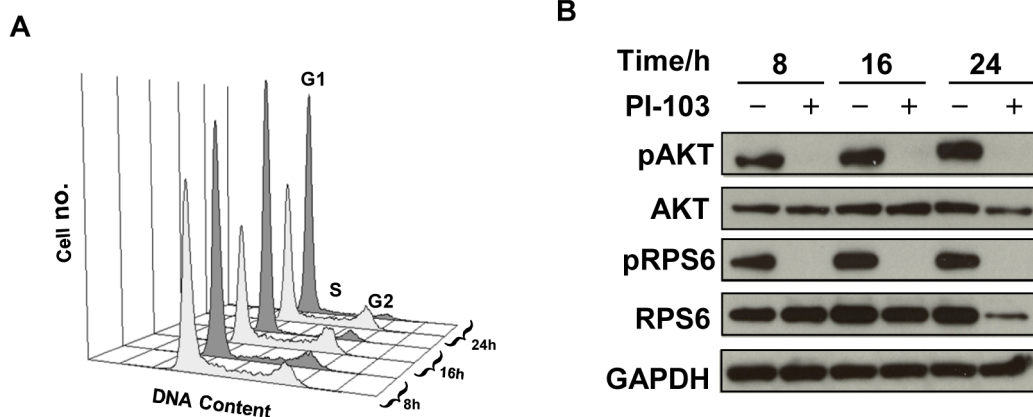 A
G1
S
G2
24h
16h
8h
Cell no.
DNA Content
B
Time/h 8 16 24
PI-103 − + − + − +
pAKT
AKT
pRPS6
RPS6
GAPDH